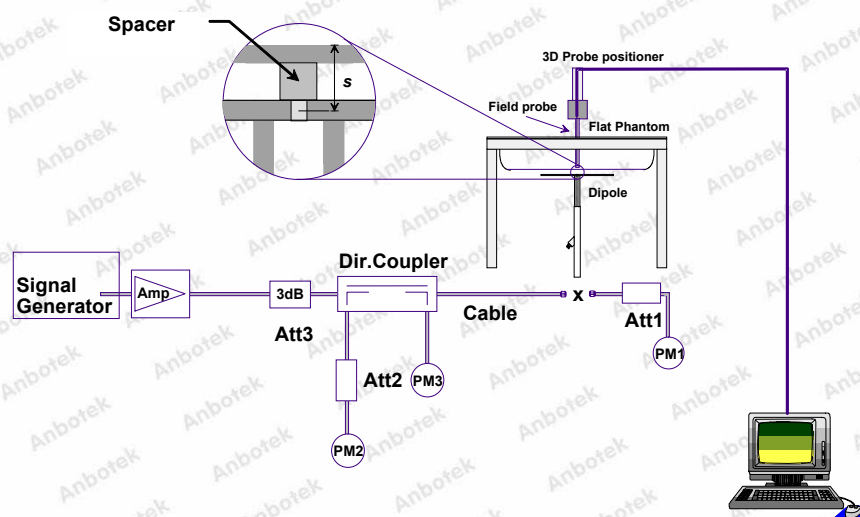 Spacer
s
3D Probe positioner
Field probe
Flat Phantom
Dipole
Signal
Generator
Amp
3dB
Att3
Dir.Coupler
Cable
x
Att1
PM1
Att2
PM3
PM2
Anbotek